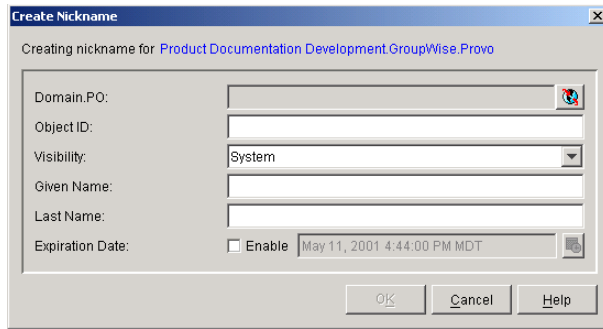 Create Nickname
Creating nickname for Product Documentation Development.GroupWise.Provo
Domain.PO:
Object ID:
Visibility: System
Given Name:
Last Name:
Expiration Date: Enable May 11, 2001 4:44:00 PM MDT
OK Cancel Help